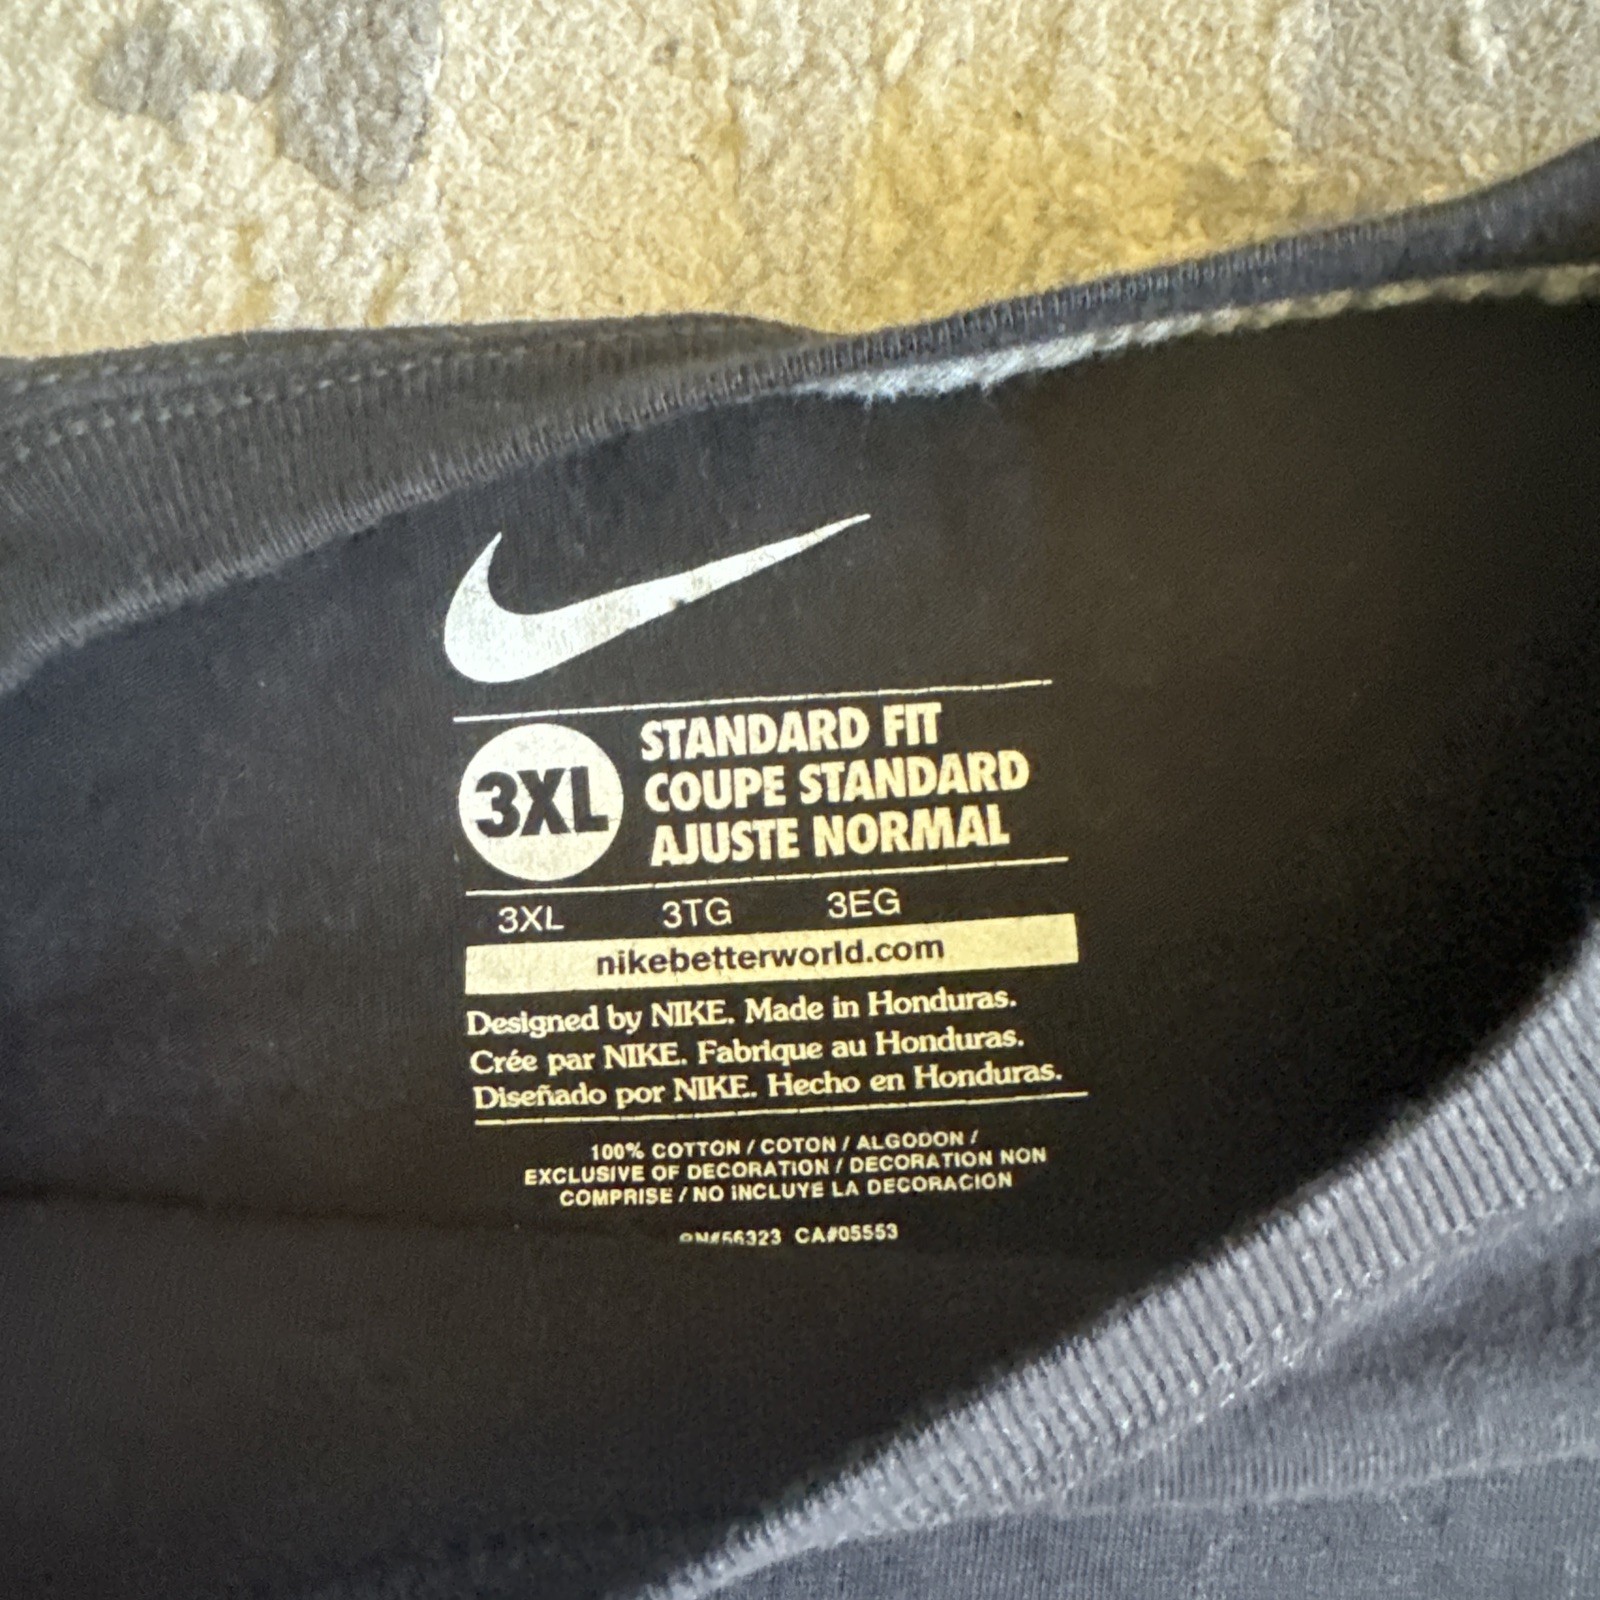 3XL
STANDARD FIT
COUPE STANDARD
AJUSTE NORMAL
3XL 3TG 3EG
nikebetterworld.com
Designed by NIKE. Made in Honduras.
Crée par NIKE. Fabrique au Honduras.
Diseñado por NIKE. Hecho en Honduras.
100% COTTON / COTON / ALGODON /
EXCLUSIVE OF DECORATION / DECORATION NON
COMPRISE / NO INCLUYE LA DECORACION
RN#56323 CA#05553